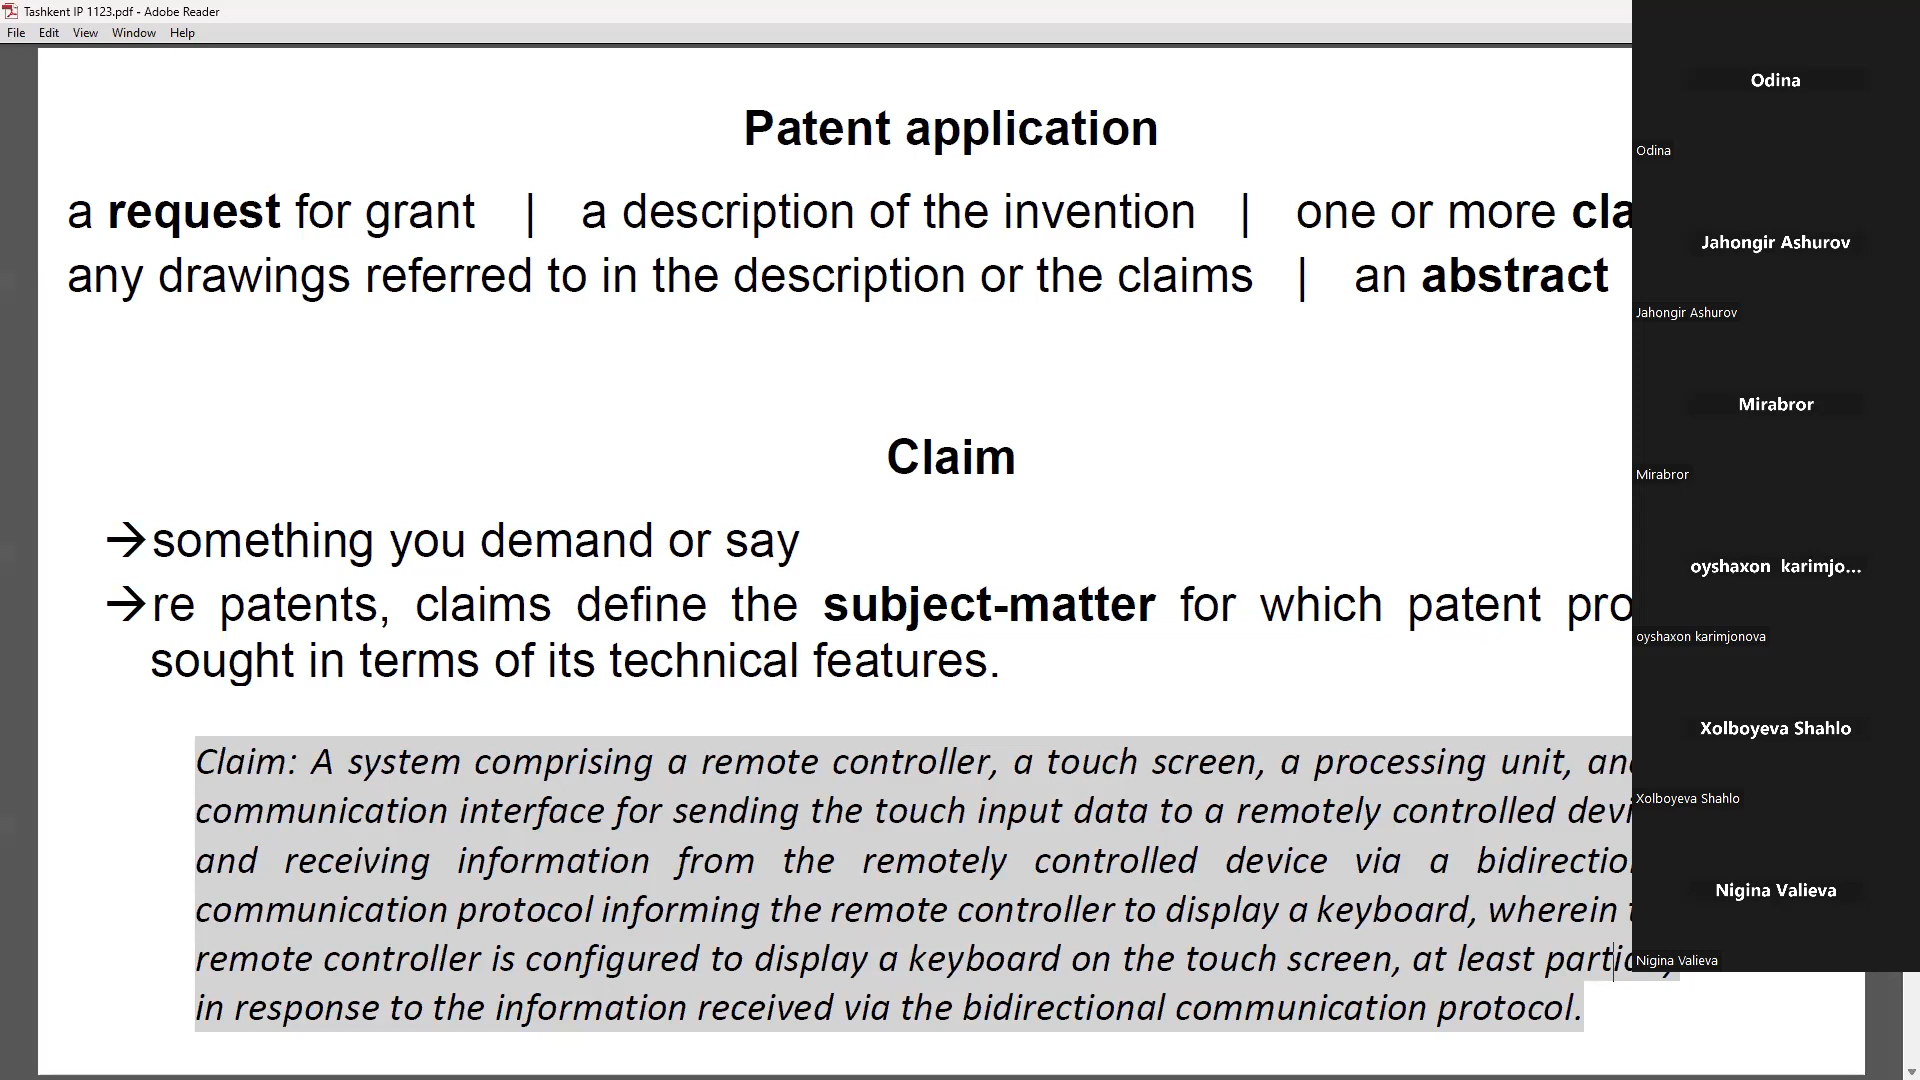 Tashkent IP 1123.pdf - Adobe Reader
File Edit View Window Help
Patent application
a request for grant | a description of the invention | one or more
any drawings referred to in the description or the claims | an abstract
Claim
→something you demand or say
→re patents, claims define the subject-matter for which patent
sought in terms of its technical features.
Claim: A system comprising a remote controller, a touch screen, a processing unit,
communication interface for sending the touch input data to a remotely controlled
and receiving information from the remotely controlled device via a
communication protocol informing the remote controller to display a keyboard, wherein
remote controller is configured to display a keyboard on the touch screen, at least
in response to the information received via the bidirectional communication protocol.
Odina
Odina
Jahongir Ashurov
Jahongir Ashurov
Mirabror
Mirabror
oyshaxon karimjo...
oyshaxon karimjonova
Xolboyeva Shahlo
Xolboyeva Shahlo
Nigina Valieva
Nigina Valieva